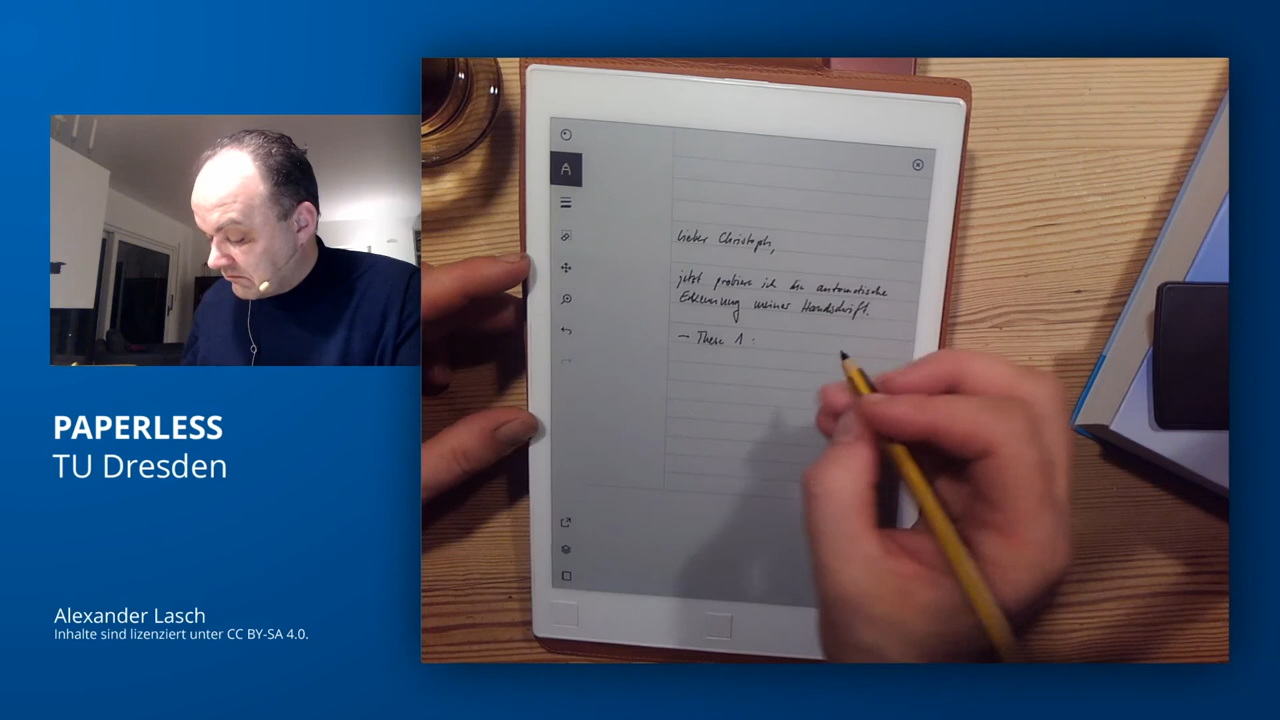 PAPERLESS
TU Dresden
Alexander Lasch
Inhalte sind lizenziert unter CC BY-SA 4.0.
lieber Christoph,
jetzt probiere ich die automatische
Erkennung meiner Handschrift.
– These 1: